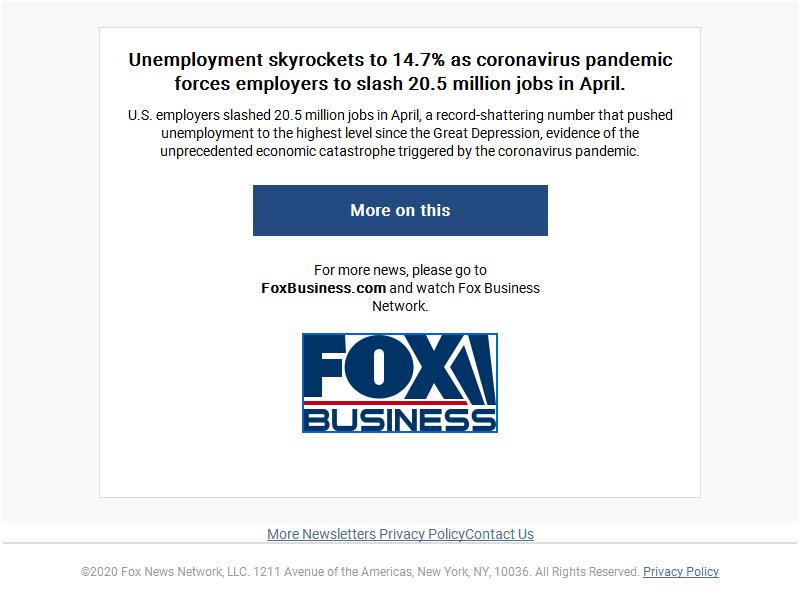 Unemployment skyrockets to 14.7% as coronavirus pandemic
forces employers to slash 20.5 million jobs in April.
U.S. employers slashed 20.5 million jobs in April, a record-shattering number that pushed
unemployment to the highest level since the Great Depression, evidence of the
unprecedented economic catastrophe triggered by the coronavirus pandemic.
More on this
For more news, please go to
FoxBusiness.com and watch Fox Business
Network.
FOX
BUSINESS
More Newsletters Privacy PolicyContact Us
©2020 Fox News Network, LLC. 1211 Avenue of the Americas, New York, NY, 10036. All Rights Reserved. Privacy Policy